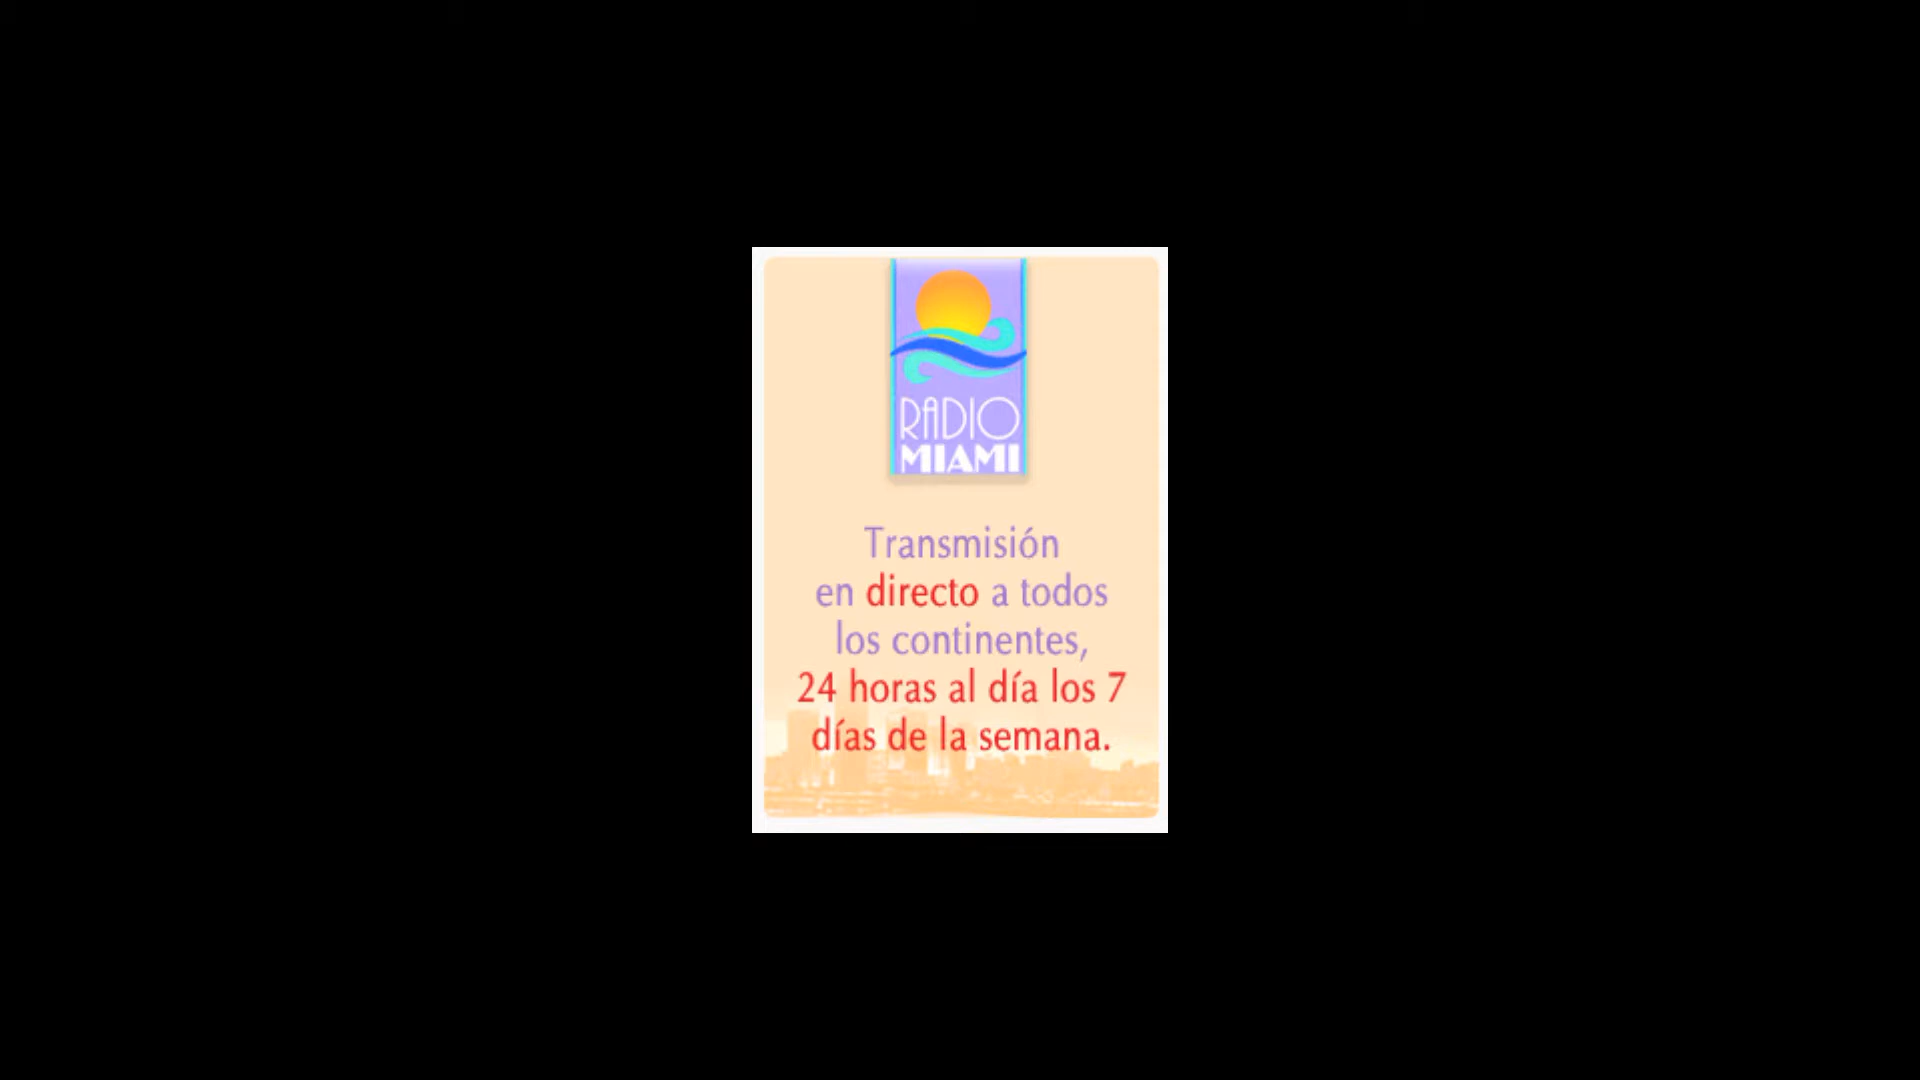 RADIO
MIAMI
Transmisión
en directo a todos
los continentes,
24 horas al día los 7
días de la semana.